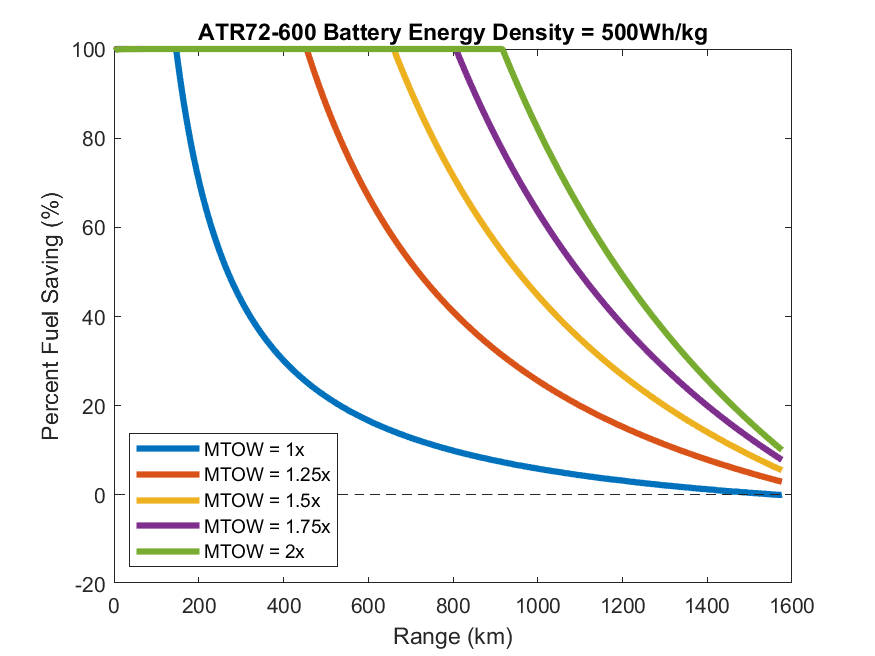 ATR72-600 Battery Energy Density = 500Wh/kg
100
80
60
40
20
0
-20
Percent Fuel Saving (%)
MTOW = 1x
MTOW = 1.25x
MTOW = 1.5x
MTOW = 1.75x
MTOW = 2x
0 200 400 600 800 1000 1200 1400 1600
Range (km)